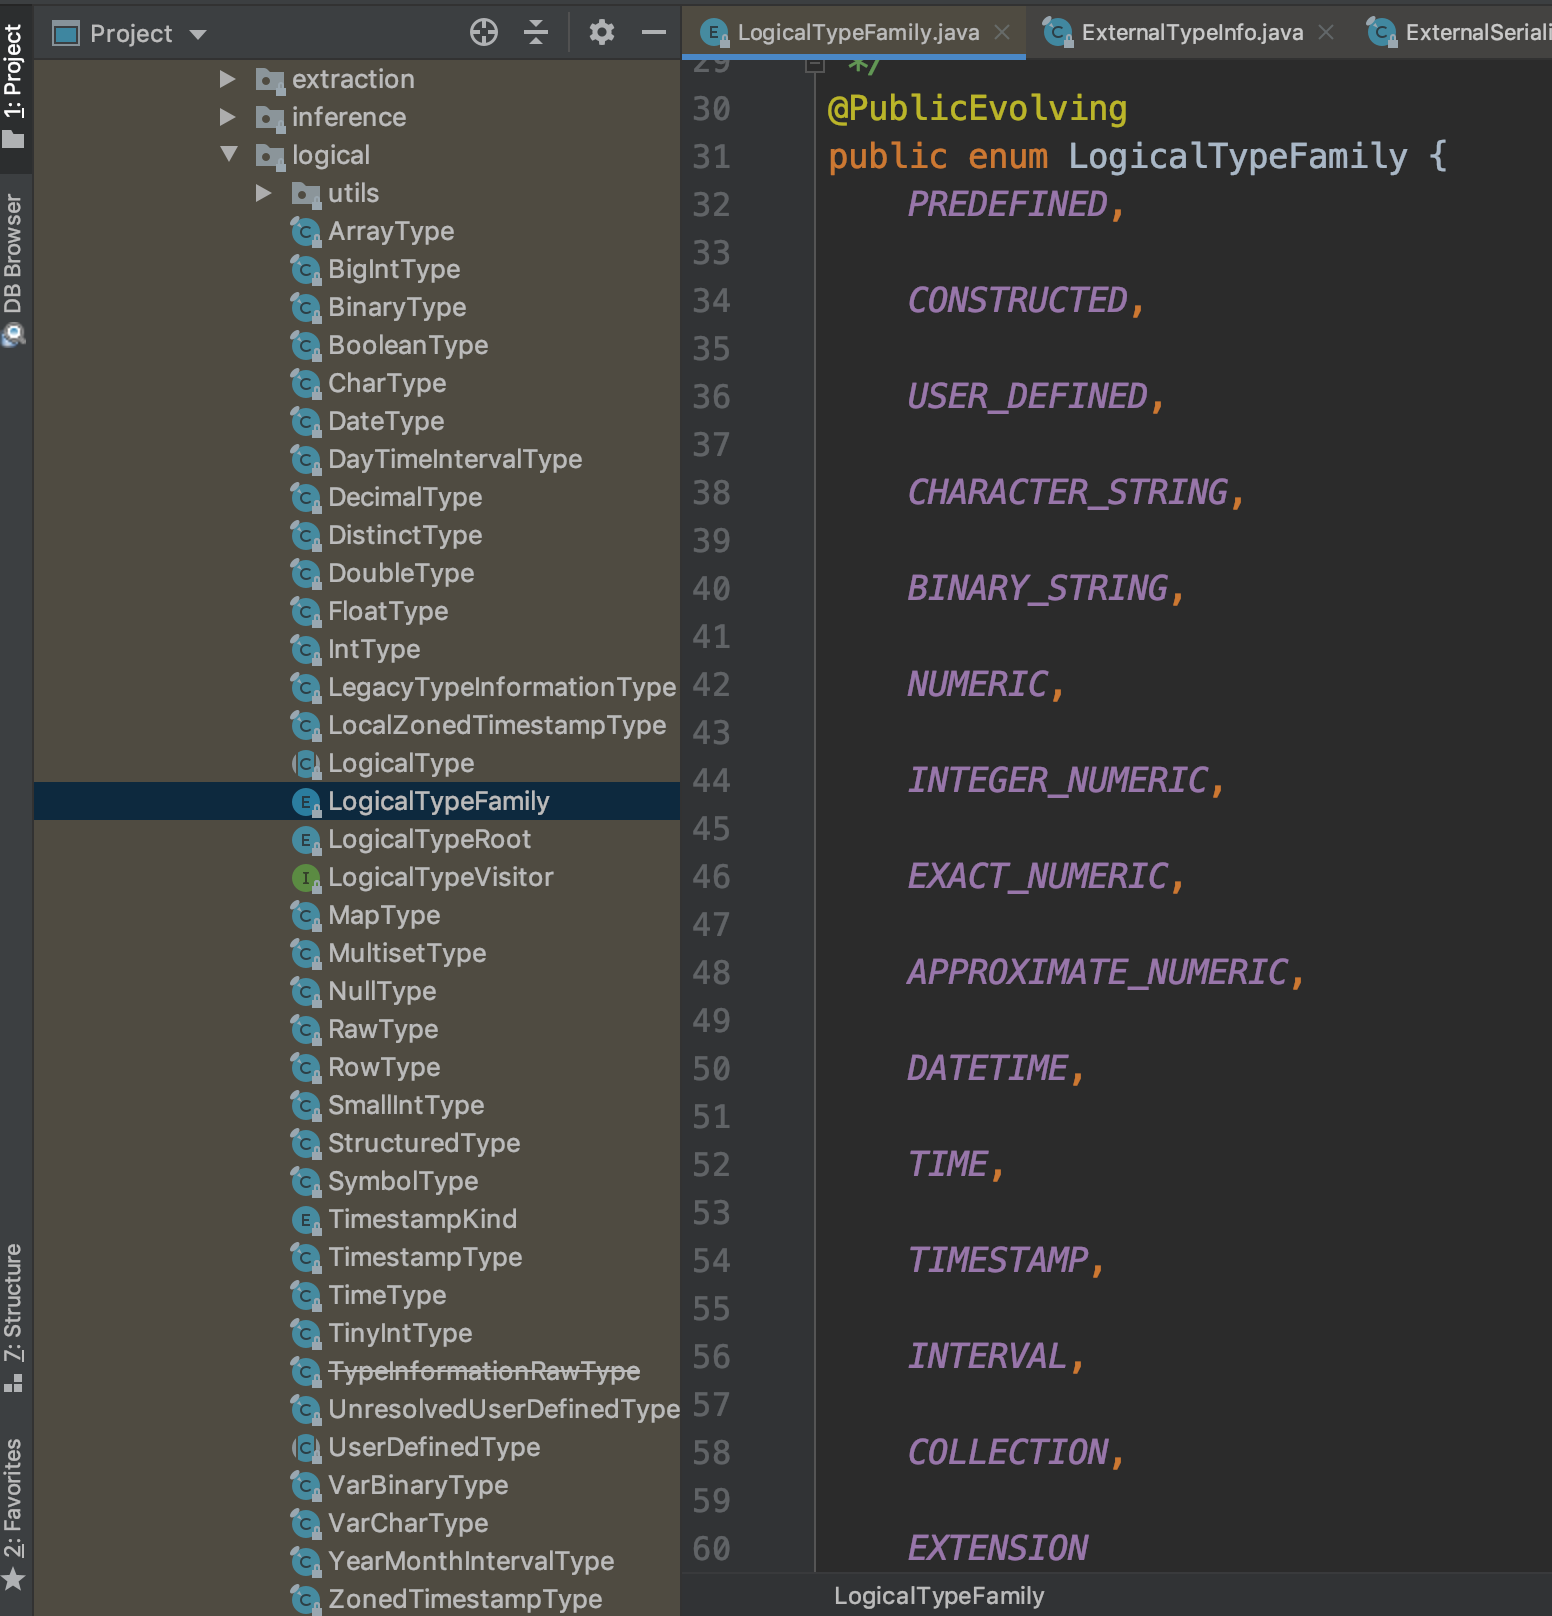 1: Project
DB Browser
7: Structure
2: Favorites
Project
extraction
inference
logical
utils
ArrayType
BigIntType
BinaryType
BooleanType
CharType
DateType
DayTimeIntervalType
DecimalType
DistinctType
DoubleType
FloatType
IntType
LegacyTypeInformationType
LocalZonedTimestampType
LogicalType
LogicalTypeFamily
LogicalTypeRoot
LogicalTypeVisitor
MapType
MultisetType
NullType
RawType
RowType
SmallIntType
StructuredType
SymbolType
TimestampKind
TimestampType
TimeType
TinyIntType
TypeInformationRawType
UnresolvedUserDefinedType
UserDefinedType
VarBinaryType
VarCharType
YearMonthIntervalType
ZonedTimestampType
LogicalTypeFamily.java ExternalTypeInfo.java ExternalSeriali
29 */
30 @PublicEvolving
31 public enum LogicalTypeFamily {
32 PREDEFINED,
33
34 CONSTRUCTED,
35
36 USER_DEFINED,
37
38 CHARACTER_STRING,
39
40 BINARY_STRING,
41
42 NUMERIC,
43
44 INTEGER_NUMERIC,
45
46 EXACT_NUMERIC,
47
48 APPROXIMATE_NUMERIC,
49
50 DATETIME,
51
52 TIME,
53
54 TIMESTAMP,
55
56 INTERVAL,
57
58 COLLECTION,
59
60 EXTENSION
LogicalTypeFamily